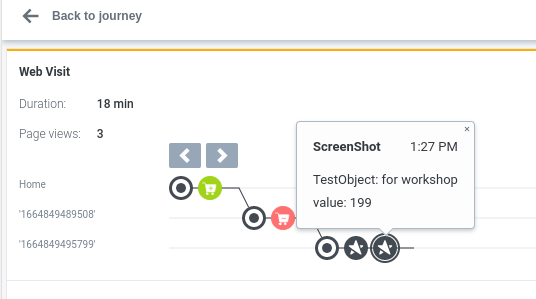 Back to journey
Web Visit
Duration: 18 min
Page views: 3
×
ScreenShot 1:27 PM
TestObject: for workshop
value: 199
Home
'1664849489508'
'1664849495799'